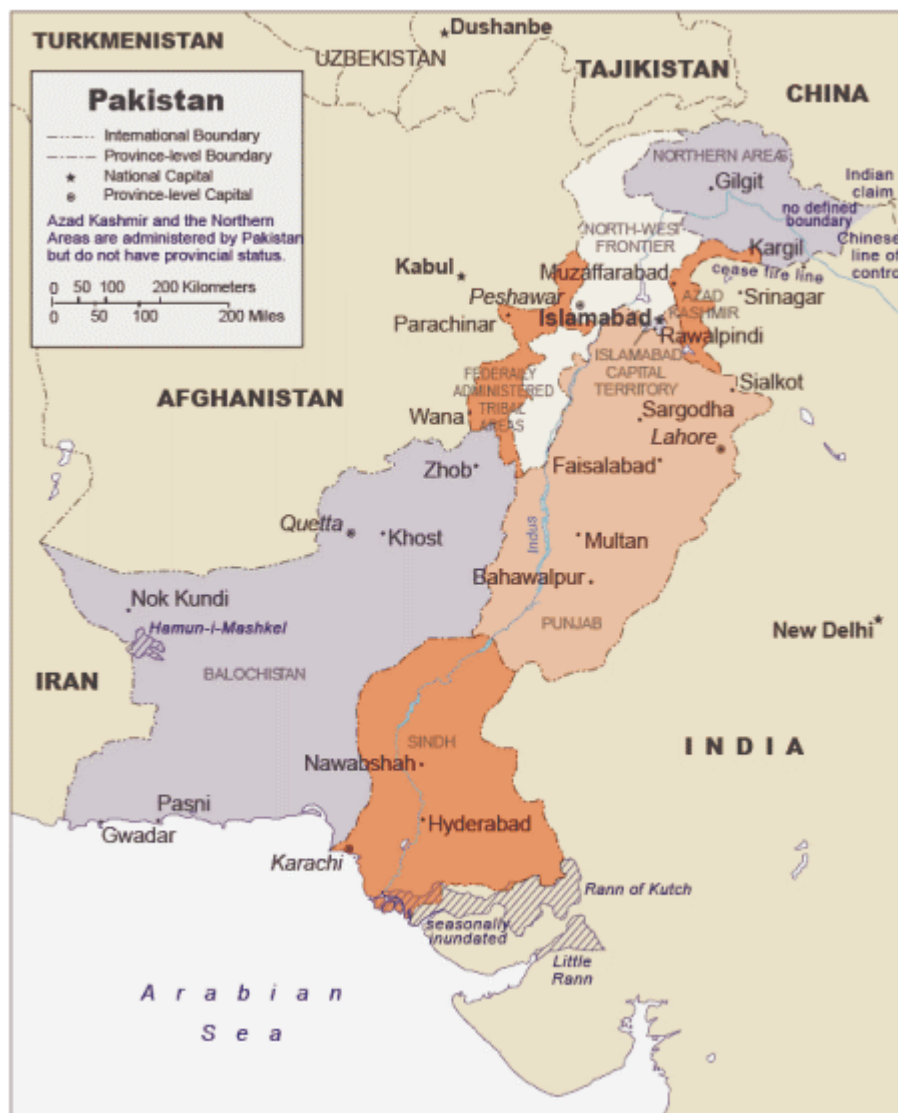 TURKMENISTAN
UZBEKISTAN
Dushanbe
TAJIKISTAN
CHINA
Pakistan
International Boundary
Province-level Boundary
National Capital
Province-level Capital
Azad Kashmir and the Northern
Areas are administered by Pakistan
but do not have provincial status.
0 50 100 200 Kilometers
0 50 100 200 Miles
NORTHERN AREAS
Gilgit
Indian
claim
no defined
boundary
Chinese
line of
control
NORTH-WEST
FRONTIER
Kargil
cease fire line
Kabul
Muzaffarabad
Peshawar
AZAD
KASHMIR
Srinagar
Parachinar
Islamabad
Rawalpindi
ISLAMABAD
CAPITAL
TERRITORY
FEDERALLY
ADMINISTERED
TRIBAL
AREAS
Sialkot
AFGHANISTAN
Wana
Sargodha
Lahore
Zhob
Faisalabad
Quetta
Khost
Indus
Multan
Bahawalpur
Nok Kundi
Hamun-i-Mashkel
PUNJAB
New Delhi
IRAN
BALOCHISTAN
SINDH
INDIA
Nawabshah
Pasni
Gwadar
Hyderabad
Karachi
Rann of Kutch
seasonally
inundated
Little
Rann
Arabian
Sea